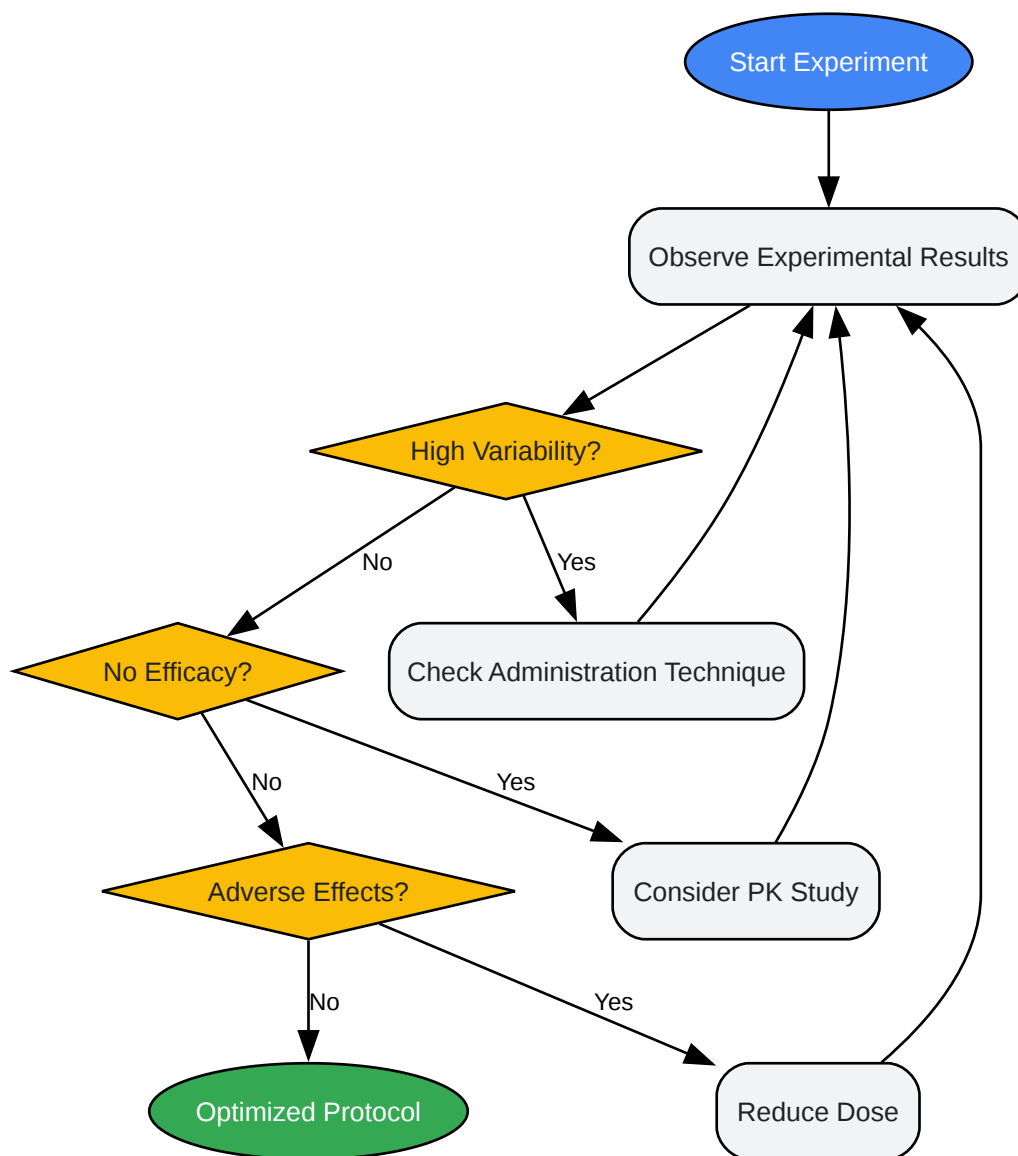 Start Experiment
Observe Experimental Results
High Variability?
No
Yes
No Efficacy?
Check Administration Technique
No
Yes
Adverse Effects?
Consider PK Study
No
Yes
Optimized Protocol
Reduce Dose